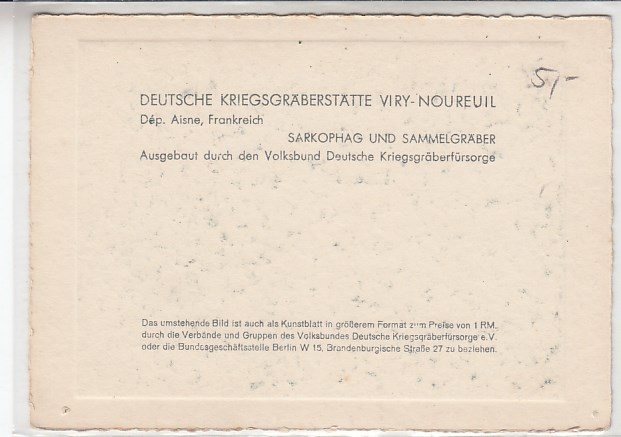 5,-
DEUTSCHE KRIEGSGRÄBERSTÄTTE VIRY-NOUREUIL
Dép. Aisne, Frankreich
SARKOPHAG UND SAMMELGRÄBER
Ausgebaut durch den Volksbund Deutsche Kriegsgräberfürsorge
Das umstehende Bild ist auch als Kunstblatt in größerem Format zum Preise von 1 RM.
durch die Verbände und Gruppen des Volksbundes Deutsche Kriegsgräberfürsorge e.V.
oder die Bundesgeschäftsstelle Berlin W 15, Brandenburgische Straße 27 zu beziehen.